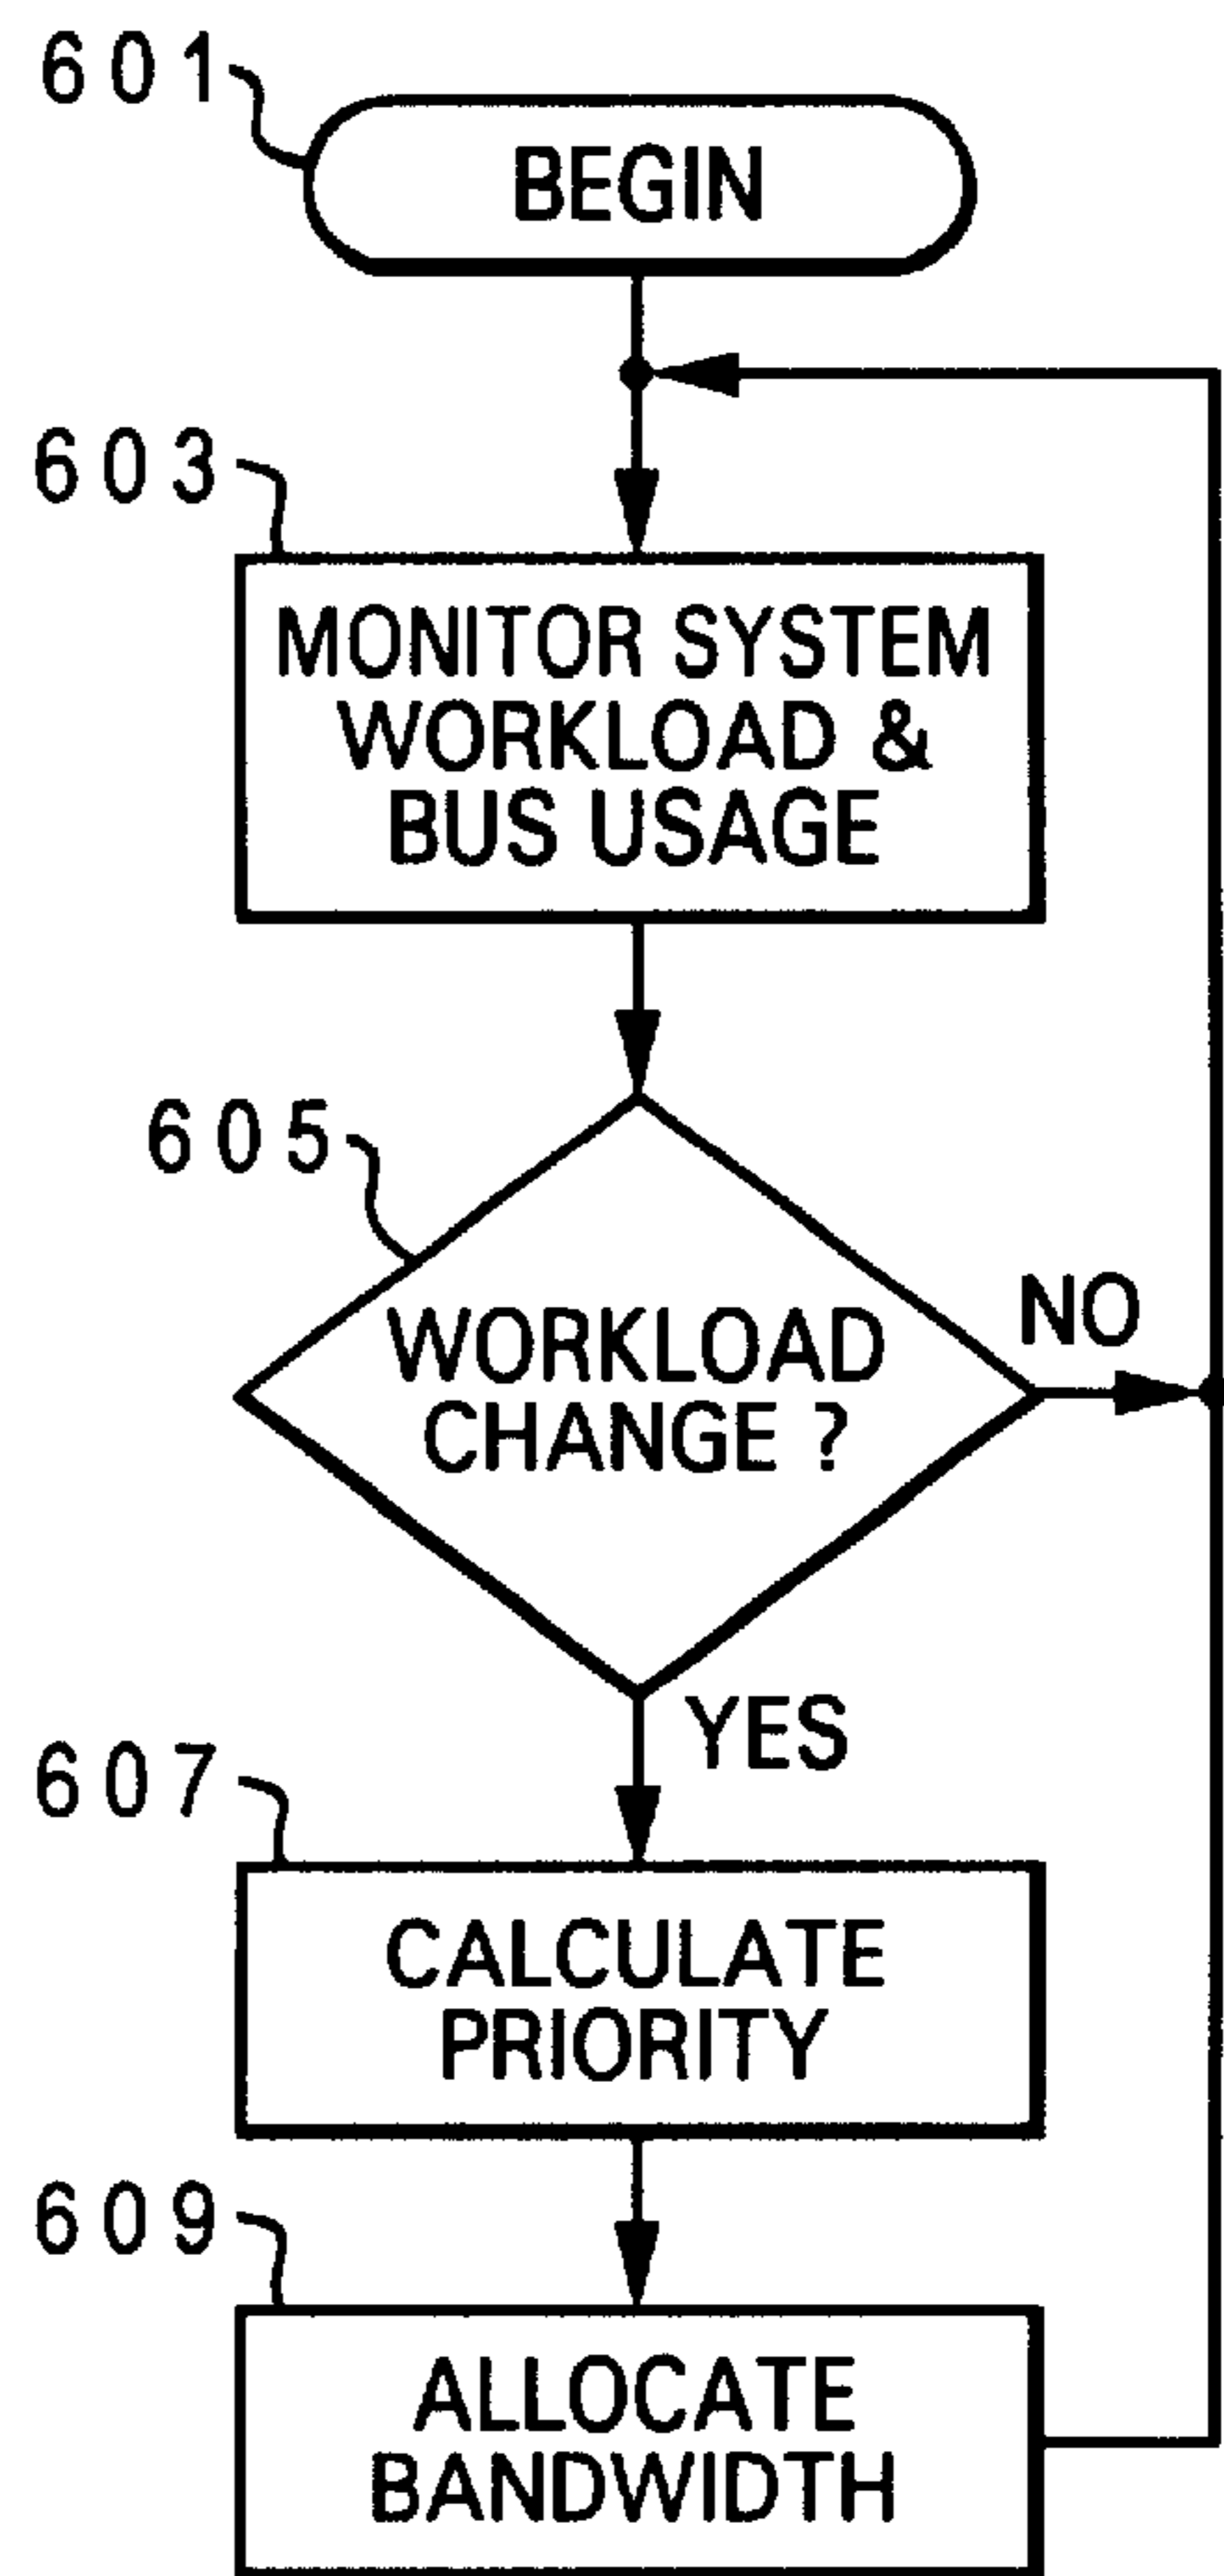 601
BEGIN
603
MONITOR SYSTEM
WORKLOAD &
BUS USAGE
605
WORKLOAD
CHANGE ?
NO
YES
607
CALCULATE
PRIORITY
609
ALLOCATE
BANDWIDTH